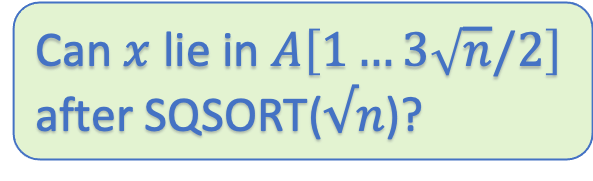 Can x lie in A[1 … 3√n/2]
after SQSORT(√n)?